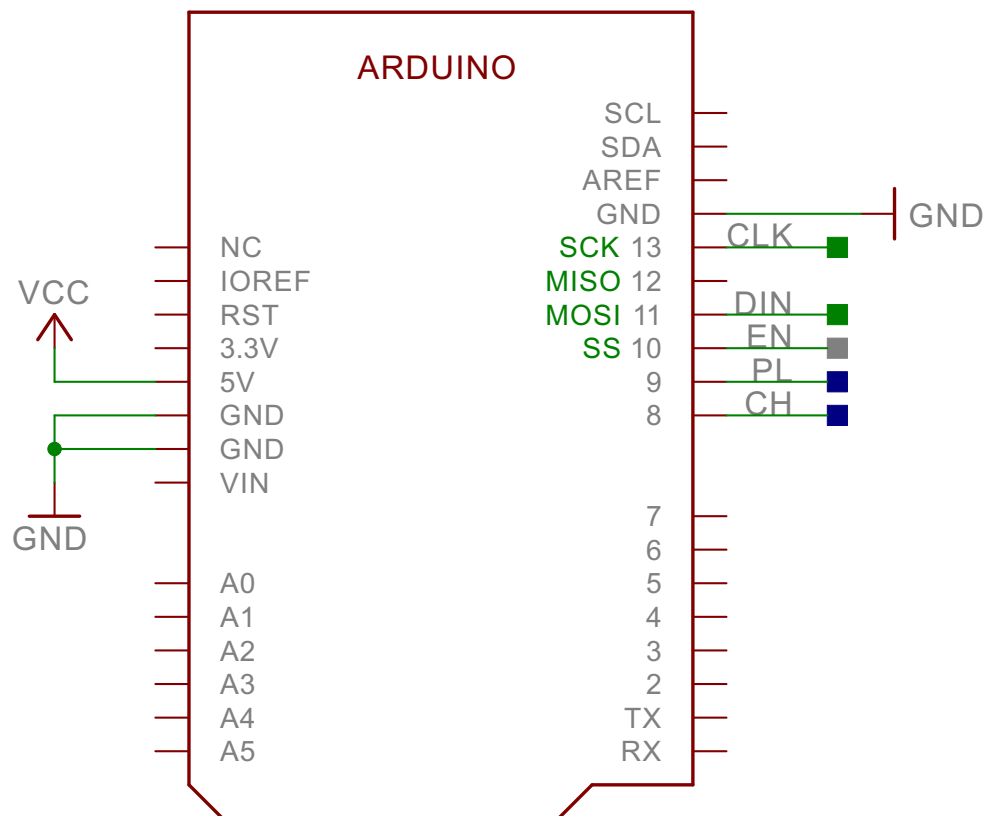 ARDUINO
SCL
SDA
AREF
GND
GND
SCK 13
CLK
MISO 12
MOSI 11
DIN
SS 10
EN
9
PL
8
CH
7
6
5
4
3
2
TX
RX
NC
IOREF
RST
3.3V
5V
GND
GND
VIN
VCC
GND
A0
A1
A2
A3
A4
A5